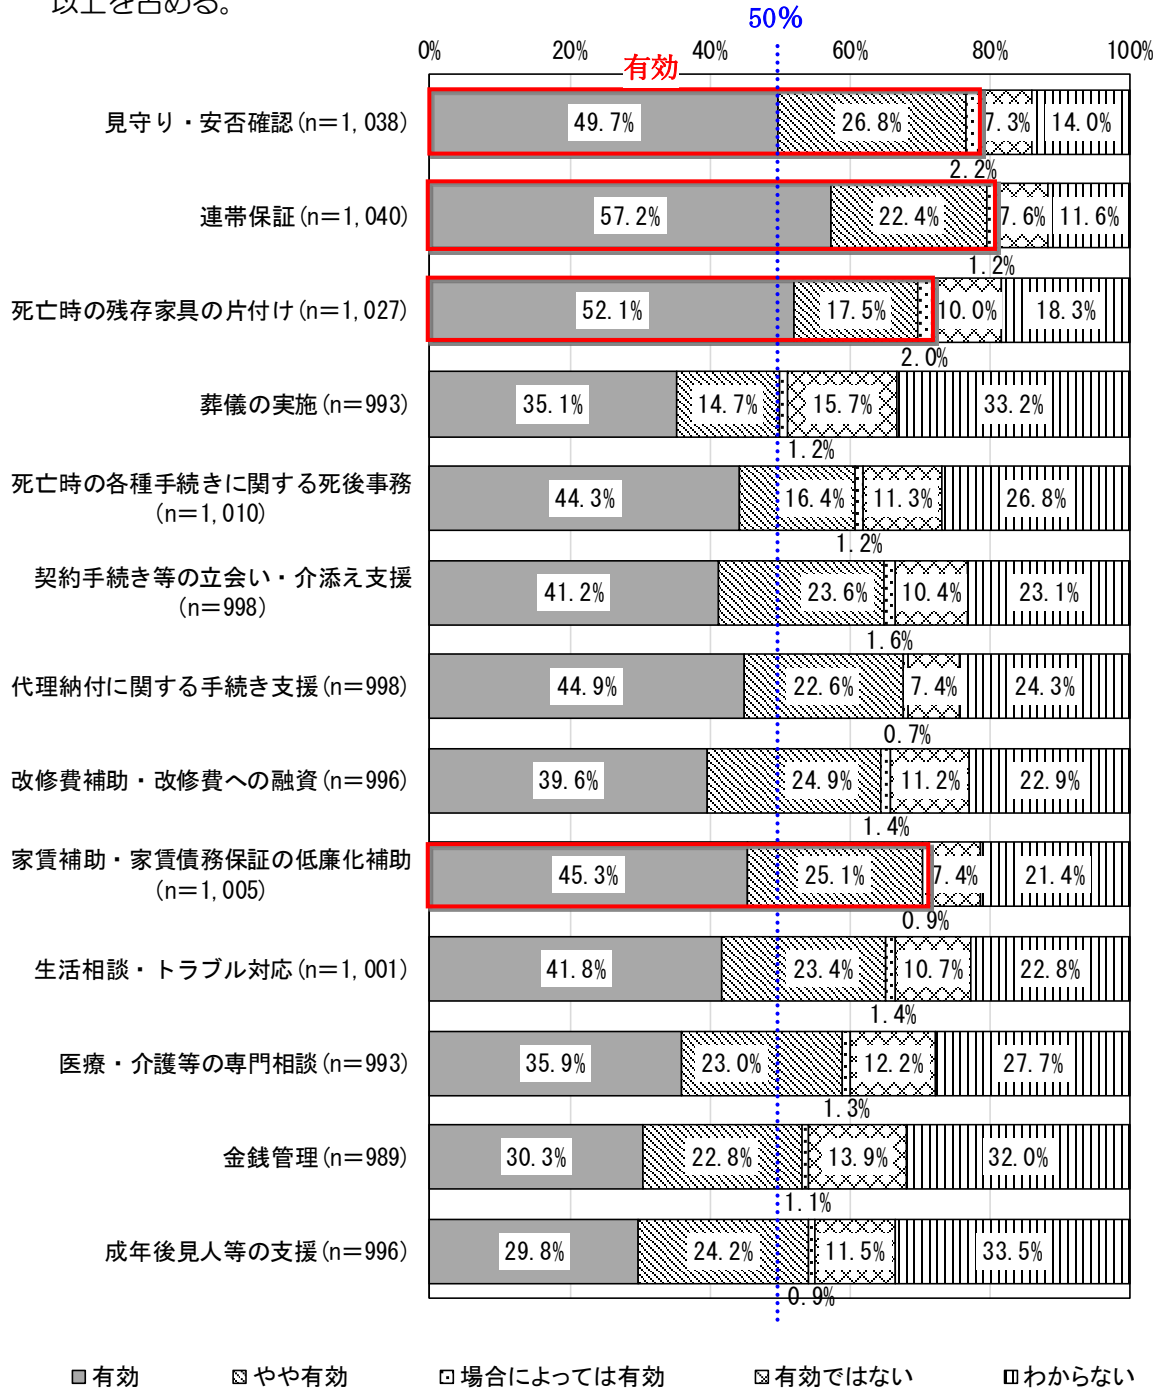 以上を占める。
50%
0% 20% 40% 60% 80% 100%
有効
見守り・安否確認(n=1,038) 49.7% 26.8% 7.3% 14.0%
2.2%
連帯保証(n=1,040) 57.2% 22.4% 7.6% 11.6%
1.2%
死亡時の残存家具の片付け(n=1,027) 52.1% 17.5% 10.0% 18.3%
2.0%
葬儀の実施(n=993) 35.1% 14.7% 15.7% 33.2%
1.2%
死亡時の各種手続きに関する死後事務
(n=1,010) 44.3% 16.4% 11.3% 26.8%
1.2%
契約手続き等の立会い・介添え支援
(n=998) 41.2% 23.6% 10.4% 23.1%
1.6%
代理納付に関する手続き支援(n=998) 44.9% 22.6% 7.4% 24.3%
0.7%
改修費補助・改修費への融資(n=996) 39.6% 24.9% 11.2% 22.9%
1.4%
家賃補助・家賃債務保証の低廉化補助
(n=1,005) 45.3% 25.1% 7.4% 21.4%
0.9%
生活相談・トラブル対応(n=1,001) 41.8% 23.4% 10.7% 22.8%
1.4%
医療・介護等の専門相談(n=993) 35.9% 23.0% 12.2% 27.7%
1.3%
金銭管理(n=989) 30.3% 22.8% 13.9% 32.0%
1.1%
成年後見人等の支援(n=996) 29.8% 24.2% 11.5% 33.5%
0.9%
有効 やや有効 場合によっては有効 有効ではない わからない